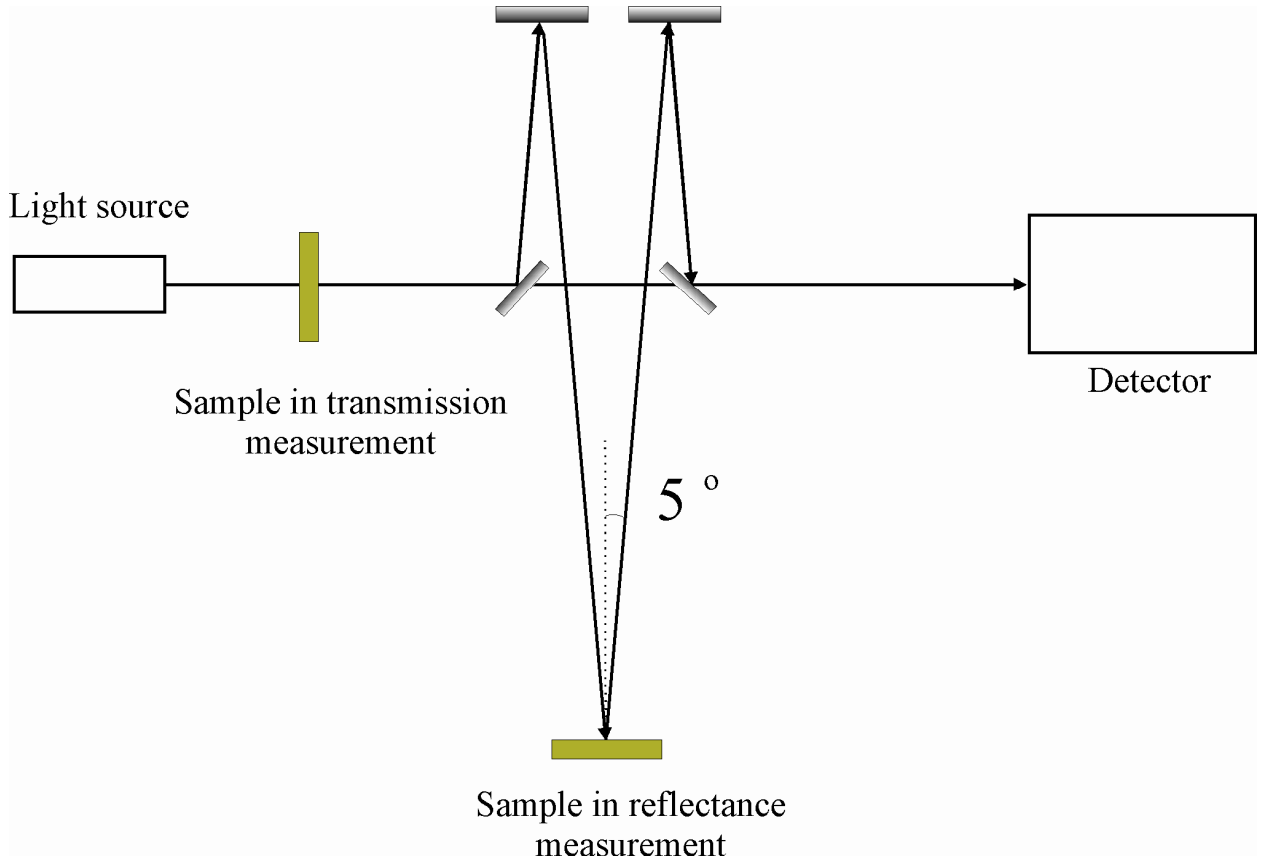 Light source
Sample in transmission
measurement
Detector
5 °
Sample in reflectance
measurement